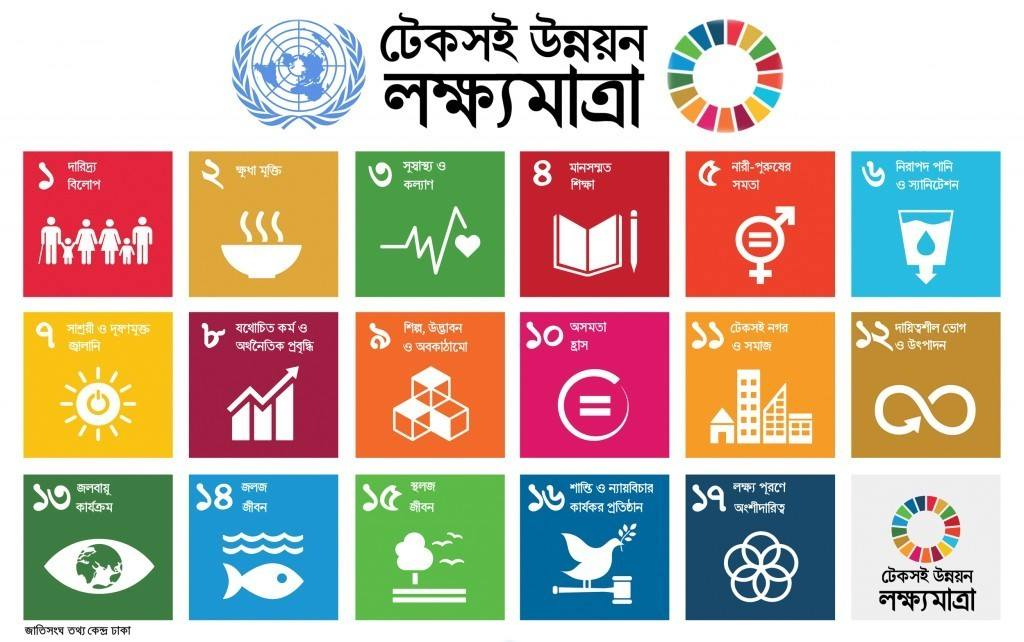 টেকসই উন্নয়ন
লক্ষ্যমাত্রা
১ দারিদ্র্য
বিলোপ
২ ক্ষুধা মুক্তি
৩ সুস্বাস্থ্য ও
কল্যাণ
৪ মানসম্মত
শিক্ষা
৫ নারী-পুরুষের
সমতা
৬ নিরাপদ পানি
ও স্যানিটেশন
৭ সাশ্রয়ী ও দূষণমুক্ত
জ্বালানি
৮ যথোচিত কর্ম ও
অর্থনৈতিক প্রবৃদ্ধি
৯ শিল্প, উদ্ভাবন
ও অবকাঠামো
১০ অসমতা
হ্রাস
১১ টেকসই নগর
ও সমাজ
১২ দায়িত্বশীল ভোগ
ও উৎপাদন
১৩ জলবায়ু
কার্যক্রম
১৪ জলজ
জীবন
১৫ স্থলজ
জীবন
১৬ শান্তি ও ন্যায়বিচার
কার্যকর প্রতিষ্ঠান
১৭ লক্ষ্য পূরণে
অংশীদারিত্ব
টেকসই উন্নয়ন
লক্ষ্যমাত্রা
জাতিসংঘ তথ্য কেন্দ্র ঢাকা